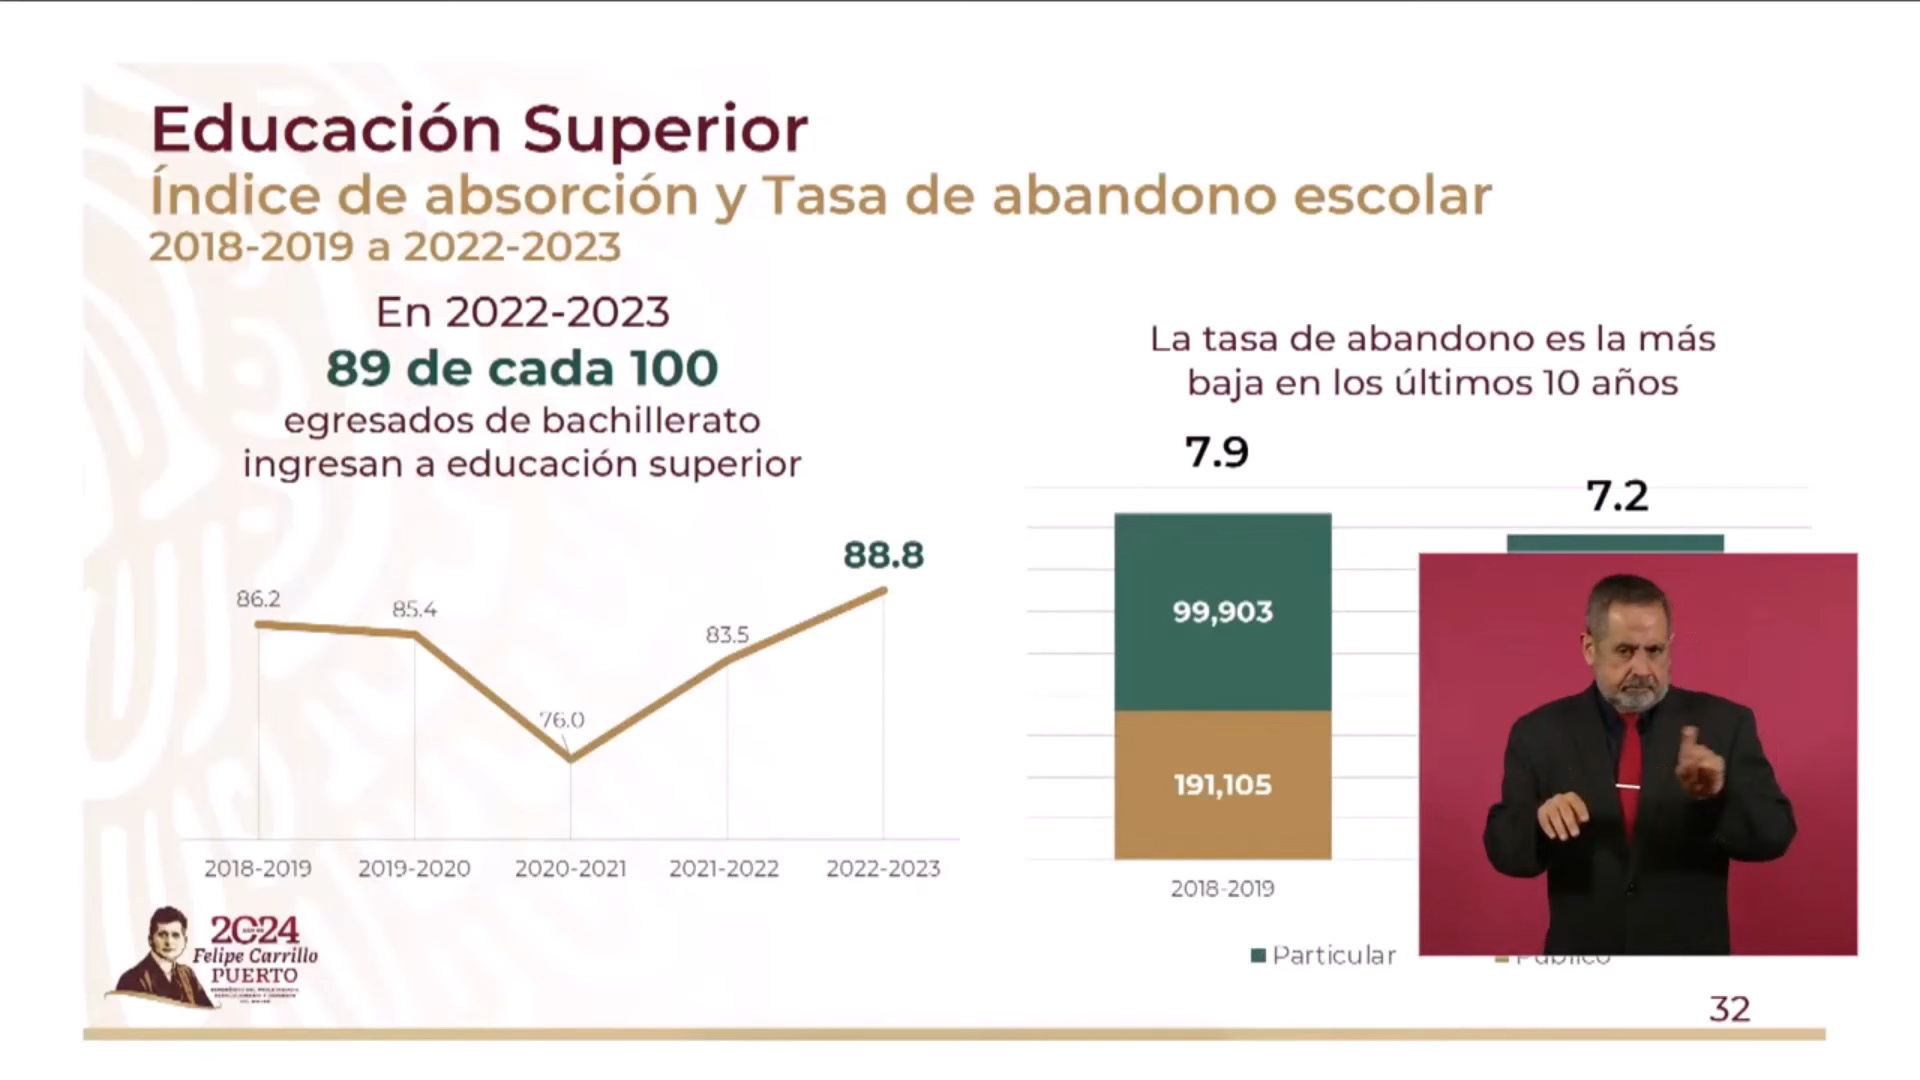 Educación Superior
Índice de absorción y Tasa de abandono escolar
2018-2019 a 2022-2023
En 2022-2023
89 de cada 100
egresados de bachillerato
ingresan a educación superior
88.8
86.2
85.4
83.5
76.0
2018-2019 2019-2020 2020-2021 2021-2022 2022-2023
La tasa de abandono es la más
baja en los últimos 10 años
7.9
7.2
99,903
191,105
2018-2019
Particular
Público
2024
Felipe Carrillo
PUERTO
32